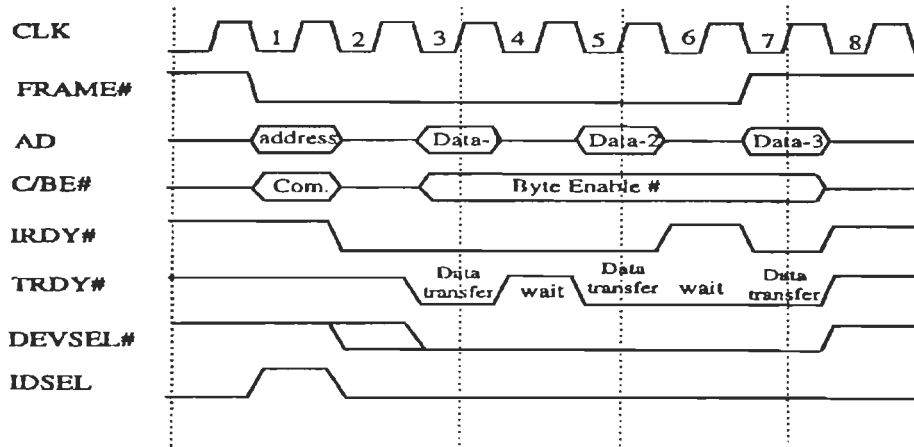 CLK 1 2 3 4 5 6 7 8
FRAME#
AD address Data- Data-2 Data-3
C/BE# Com. Byte Enable #
IRDY#
TRDY# Data transfer wait Data transfer wait Data transfer
DEVSEL#
IDSEL